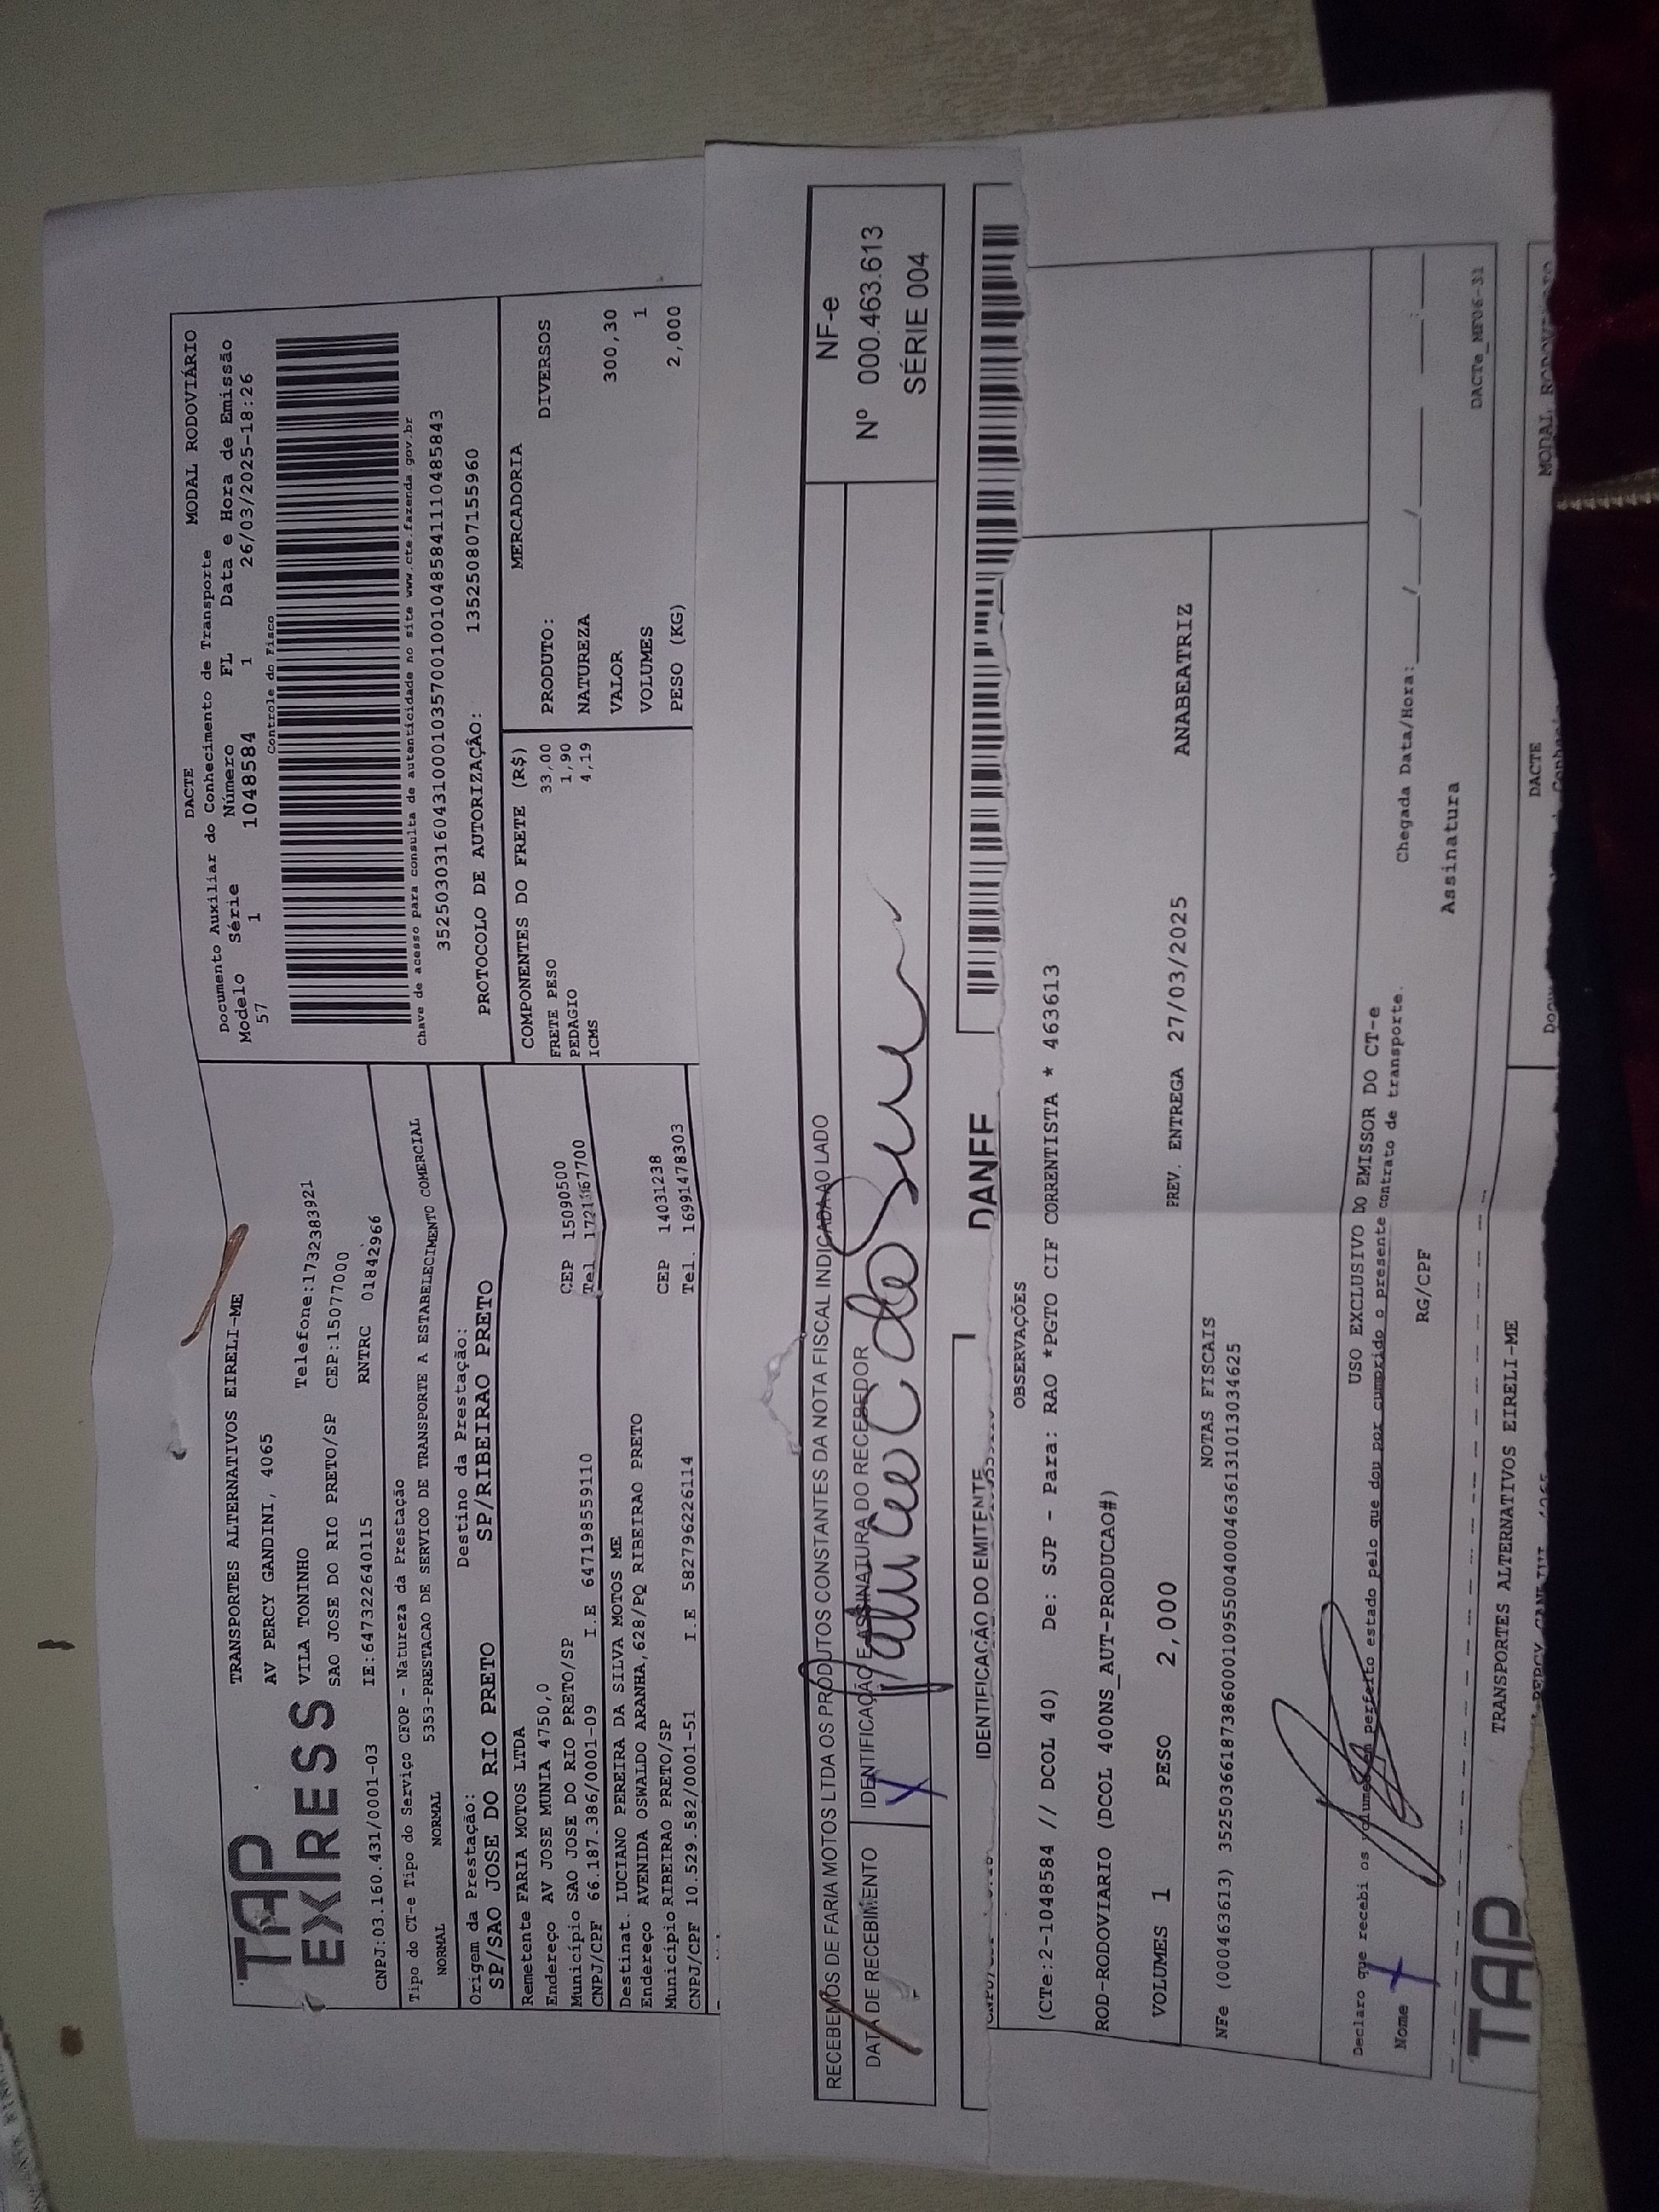 TAP
EXPRESS
TRANSPORTES ALTERNATIVOS EIRELI-ME
AV PERCY GANDINI, 4065
VILA TONINHO Telefone:1732383921
SAO JOSE DO RIO PRETO/SP CEP:15077000
CNPJ:03.160.431/0001-03 IE:647322640115 RNTRC 01842966
DACTE MODAL RODOVIÁRIO
Documento Auxiliar do Conhecimento de Transporte
Modelo Série Número FL Data e Hora de Emissão
57 1 1048584 1 26/03/2025-18:26
Controle do Fisco
Chave de acesso para consulta de autenticidade no site www.cte.fazenda.gov.br
35250303160431000103570010010485841110485843
PROTOCOLO DE AUTORIZAÇÃO: 135250807155960
Tipo do CT-e Tipo do Serviço CFOP - Natureza da Prestação
NORMAL NORMAL 5353-PRESTACAO DE SERVICO DE TRANSPORTE A ESTABELECIMENTO COMERCIAL
Origem da Prestação: Destino da Prestação:
SP/SAO JOSE DO RIO PRETO SP/RIBEIRAO PRETO
Remetente FARIA MOTOS LTDA
Endereço AV JOSE MUNIA 4750,0
Município SAO JOSE DO RIO PRETO/SP CEP 15090500
CNPJ/CPF 66.187.386/0001-09 I.E 647198559110 Tel
Destinat. LUCIANO PEREIRA DA SILVA MOTOS ME
Endereço AVENIDA OSWALDO ARANHA,628/PQ RIBEIRAO PRETO
Município RIBEIRAO PRETO/SP CEP 14031238
CNPJ/CPF 10.529.582/0001-51 I.E 582796226114 Tel. 16991478303
COMPONENTES DO FRETE (R$)
FRETE PESO 33,00
PEDAGIO 1,90
ICMS 4,19
MERCADORIA
PRODUTO: DIVERSOS
NATUREZA
VALOR 300,30
VOLUMES 1
PESO (KG) 2,000
RECEBEMOS DE FARIA MOTOS LTDA OS PRODUTOS CONSTANTES DA NOTA FISCAL INDICADA AO LADO
DATA DE RECEBIMENTO IDENTIFICAÇÃO E ASSINATURA DO RECEBEDOR
NF-e
Nº 000.463.613
SÉRIE 004
IDENTIFICAÇÃO DO EMITENTE
DANFE
OBSERVAÇÕES
(CTe:2-1048584 // DCOL 40) De: SJP - Para: RAO *PGTO CIF CORRENTISTA * 463613
ROD-RODOVIARIO (DCOL 400NS_AUT-PRODUCAO#)
VOLUMES 1 PESO 2,000 PREV. ENTREGA 27/03/2025 ANABEATRIZ
NOTAS FISCAIS
NFe (000463613) 35250366187386000109550040004636131013034625
USO EXCLUSIVO DO EMISSOR DO CT-e
Declaro que recebi os volumes em perfeito estado pelo que dou por cumprido o presente contrato de transporte.
Nome RG/CPF Chegada Data/Hora:____/____/____ ____:____
Assinatura
DACTe_MF06-31
TAP
TRANSPORTES ALTERNATIVOS EIRELI-ME
DACTE MODAL RODOVIÁRIO